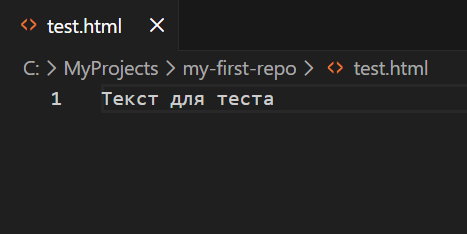 test.html
C: > MyProjects > my-first-repo > test.html
1 Текст для теста